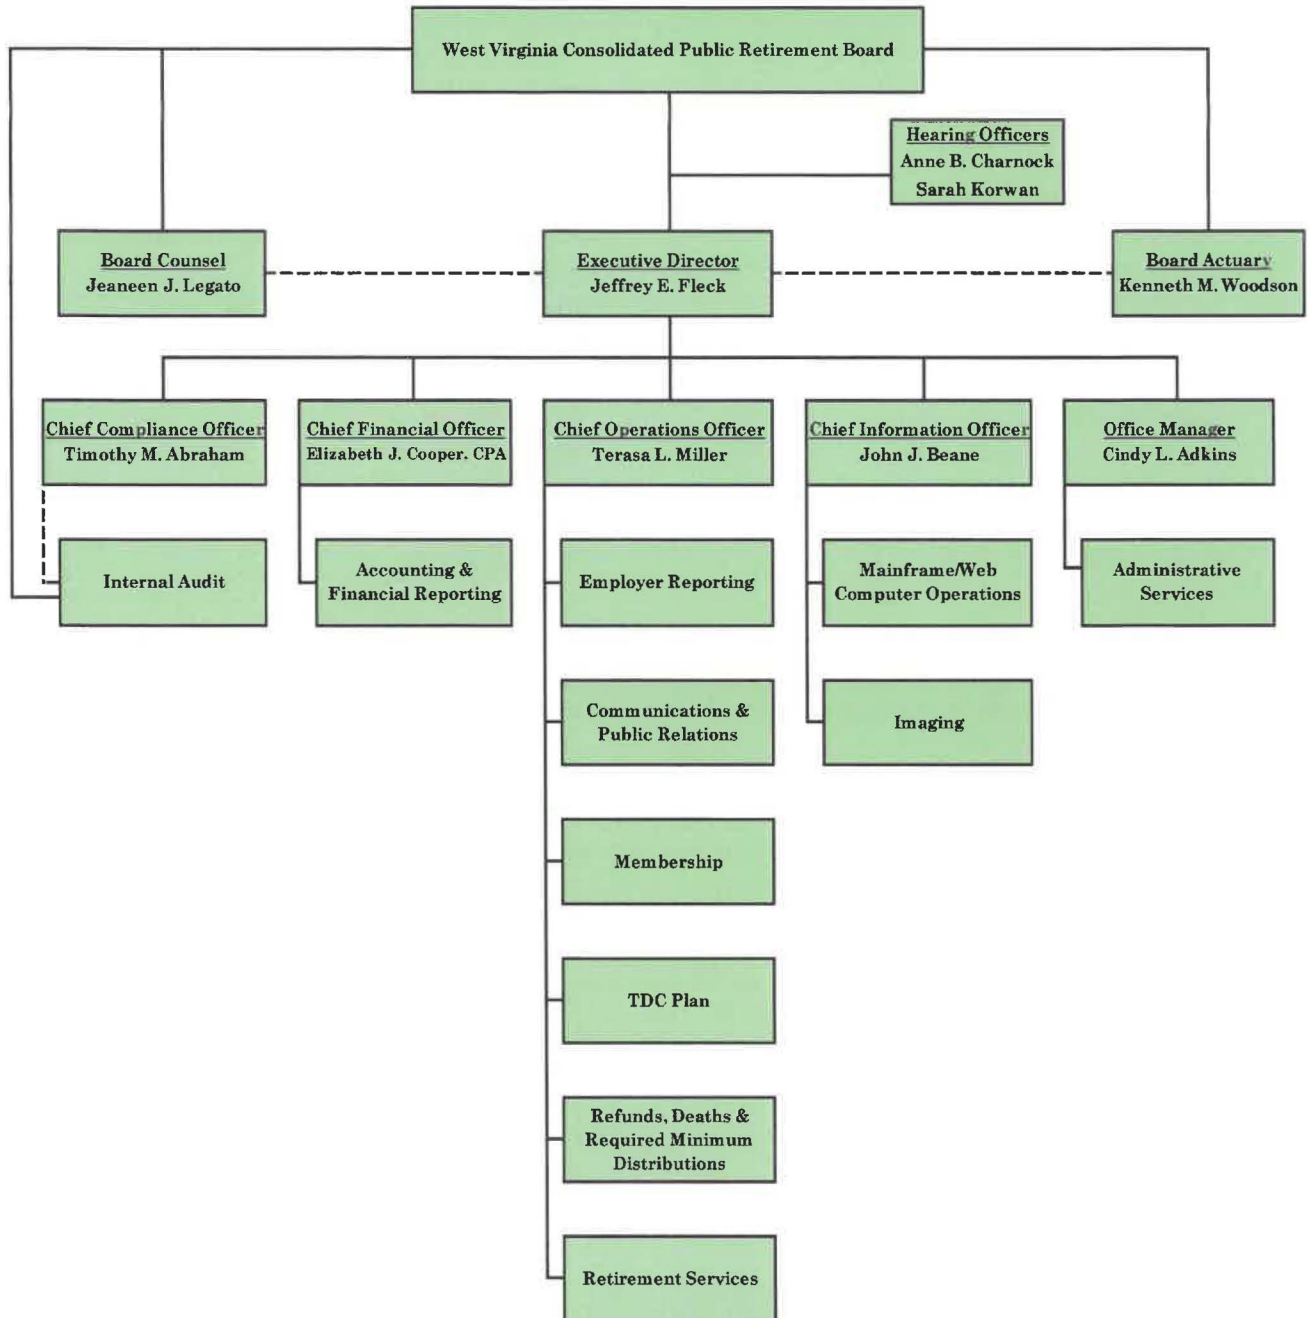 West Virginia Consolidated Public Retirement Board
Hearing Officers
Anne B. Charnock
Sarah Korwan
Board Counsel
Jeaneen J. Legato
Executive Director
Jeffrey E. Fleck
Board Actuary
Kenneth M. Woodson
Chief Compliance Officer
Timothy M. Abraham
Chief Financial Officer
Elizabeth J. Cooper. CPA
Chief Operations Officer
Terasa L. Miller
Chief Information Officer
John J. Beane
Office Manager
Cindy L. Adkins
Internal Audit
Accounting &
Financial Reporting
Employer Reporting
Mainframe/Web
Computer Operations
Administrative
Services
Communications &
Public Relations
Imaging
Membership
TDC Plan
Refunds, Deaths &
Required Minimum
Distributions
Retirement Services